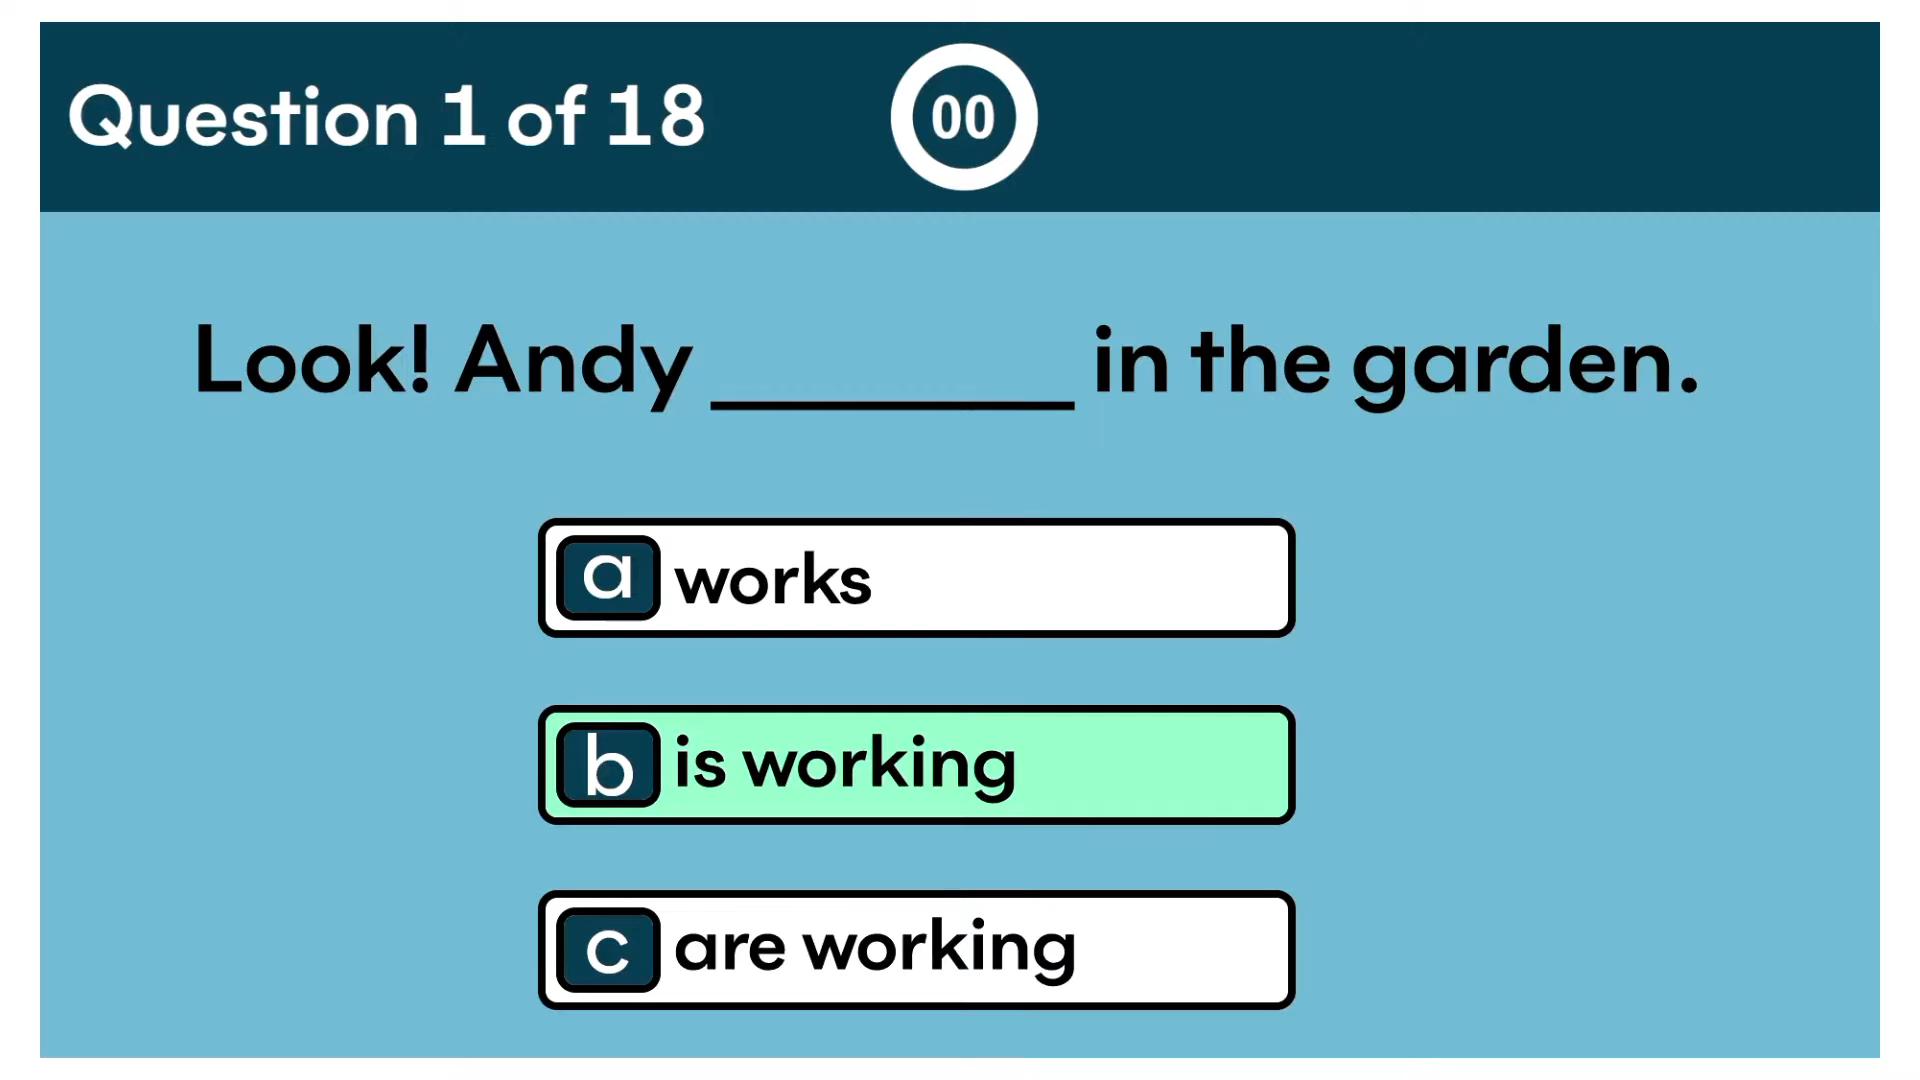 Question 1 of 18
00
Look! Andy ________ in the garden.
a works
b is working
c are working